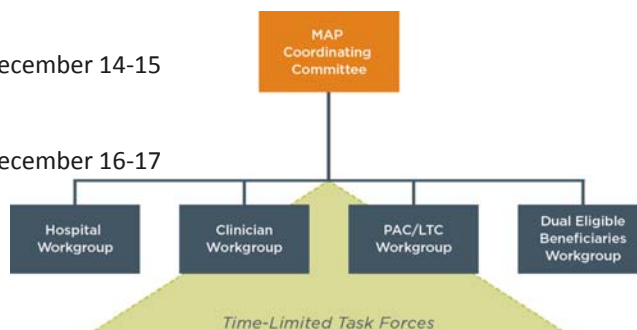 MAP
Coordinating
Committee
ecember 14-15
ecember 16-17
Hospital
Workgroup
Clinician
Workgroup
PAC/LTC
Workgroup
Dual Eligible
Beneficiaries
Workgroup
Time-Limited Task Forces